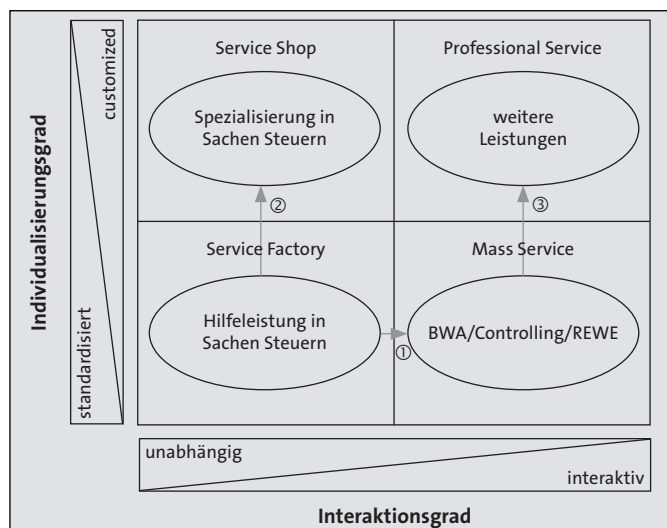 Individualisierungsgrad
customized
standardisiert
Service Shop
Spezialisierung in
Sachen Steuern
Professional Service
weitere
Leistungen
②
③
Service Factory
Hilfeleistung in
Sachen Steuern
Mass Service
BWA/Controlling/REWE
①
unabhängig
interaktiv
Interaktionsgrad